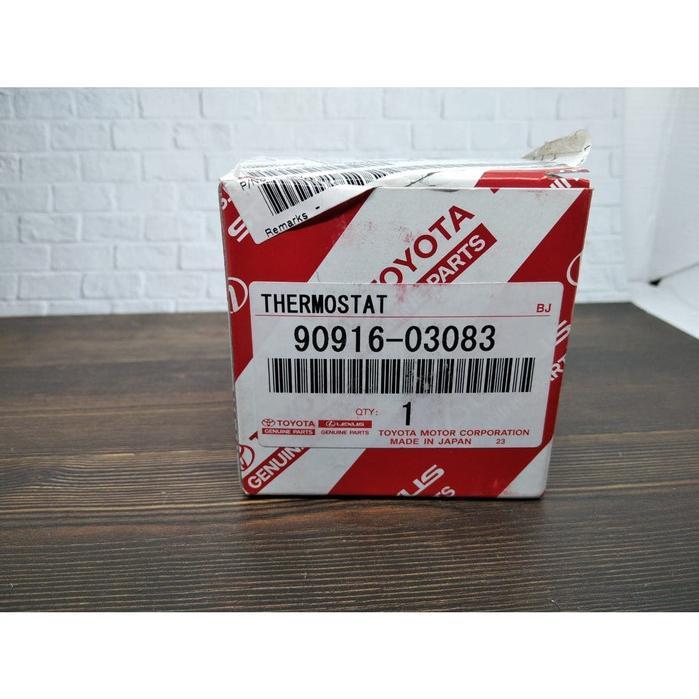 P/No
Remarks -
TOYOTA
PARTS
THERMOSTAT
BJ
90916-03083
QTY: 1
TOYOTA
GENUINE PARTS
LEXUS
GENUINE PARTS
TOYOTA MOTOR CORPORATION
MADE IN JAPAN 23